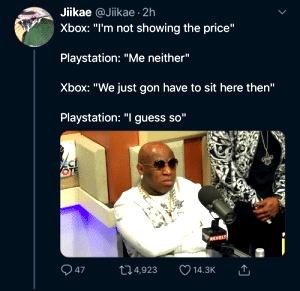 Jiikae @Jiikae · 2h
Xbox: "I'm not showing the price"
Playstation: "Me neither"
Xbox: "We just gon have to sit here then"
Playstation: "I guess so"
REVOLT
47
4,923
14.3K